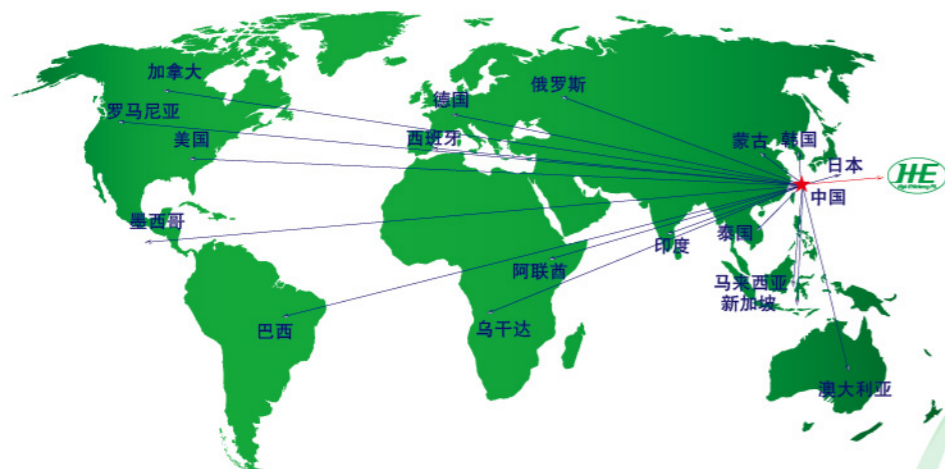 加拿大
俄罗斯
德国
罗马尼亚
美国
西班牙
蒙古
韩国
日本
HE
中国
墨西哥
印度
泰国
阿联酋
马来西亚
新加坡
巴西
乌干达
澳大利亚